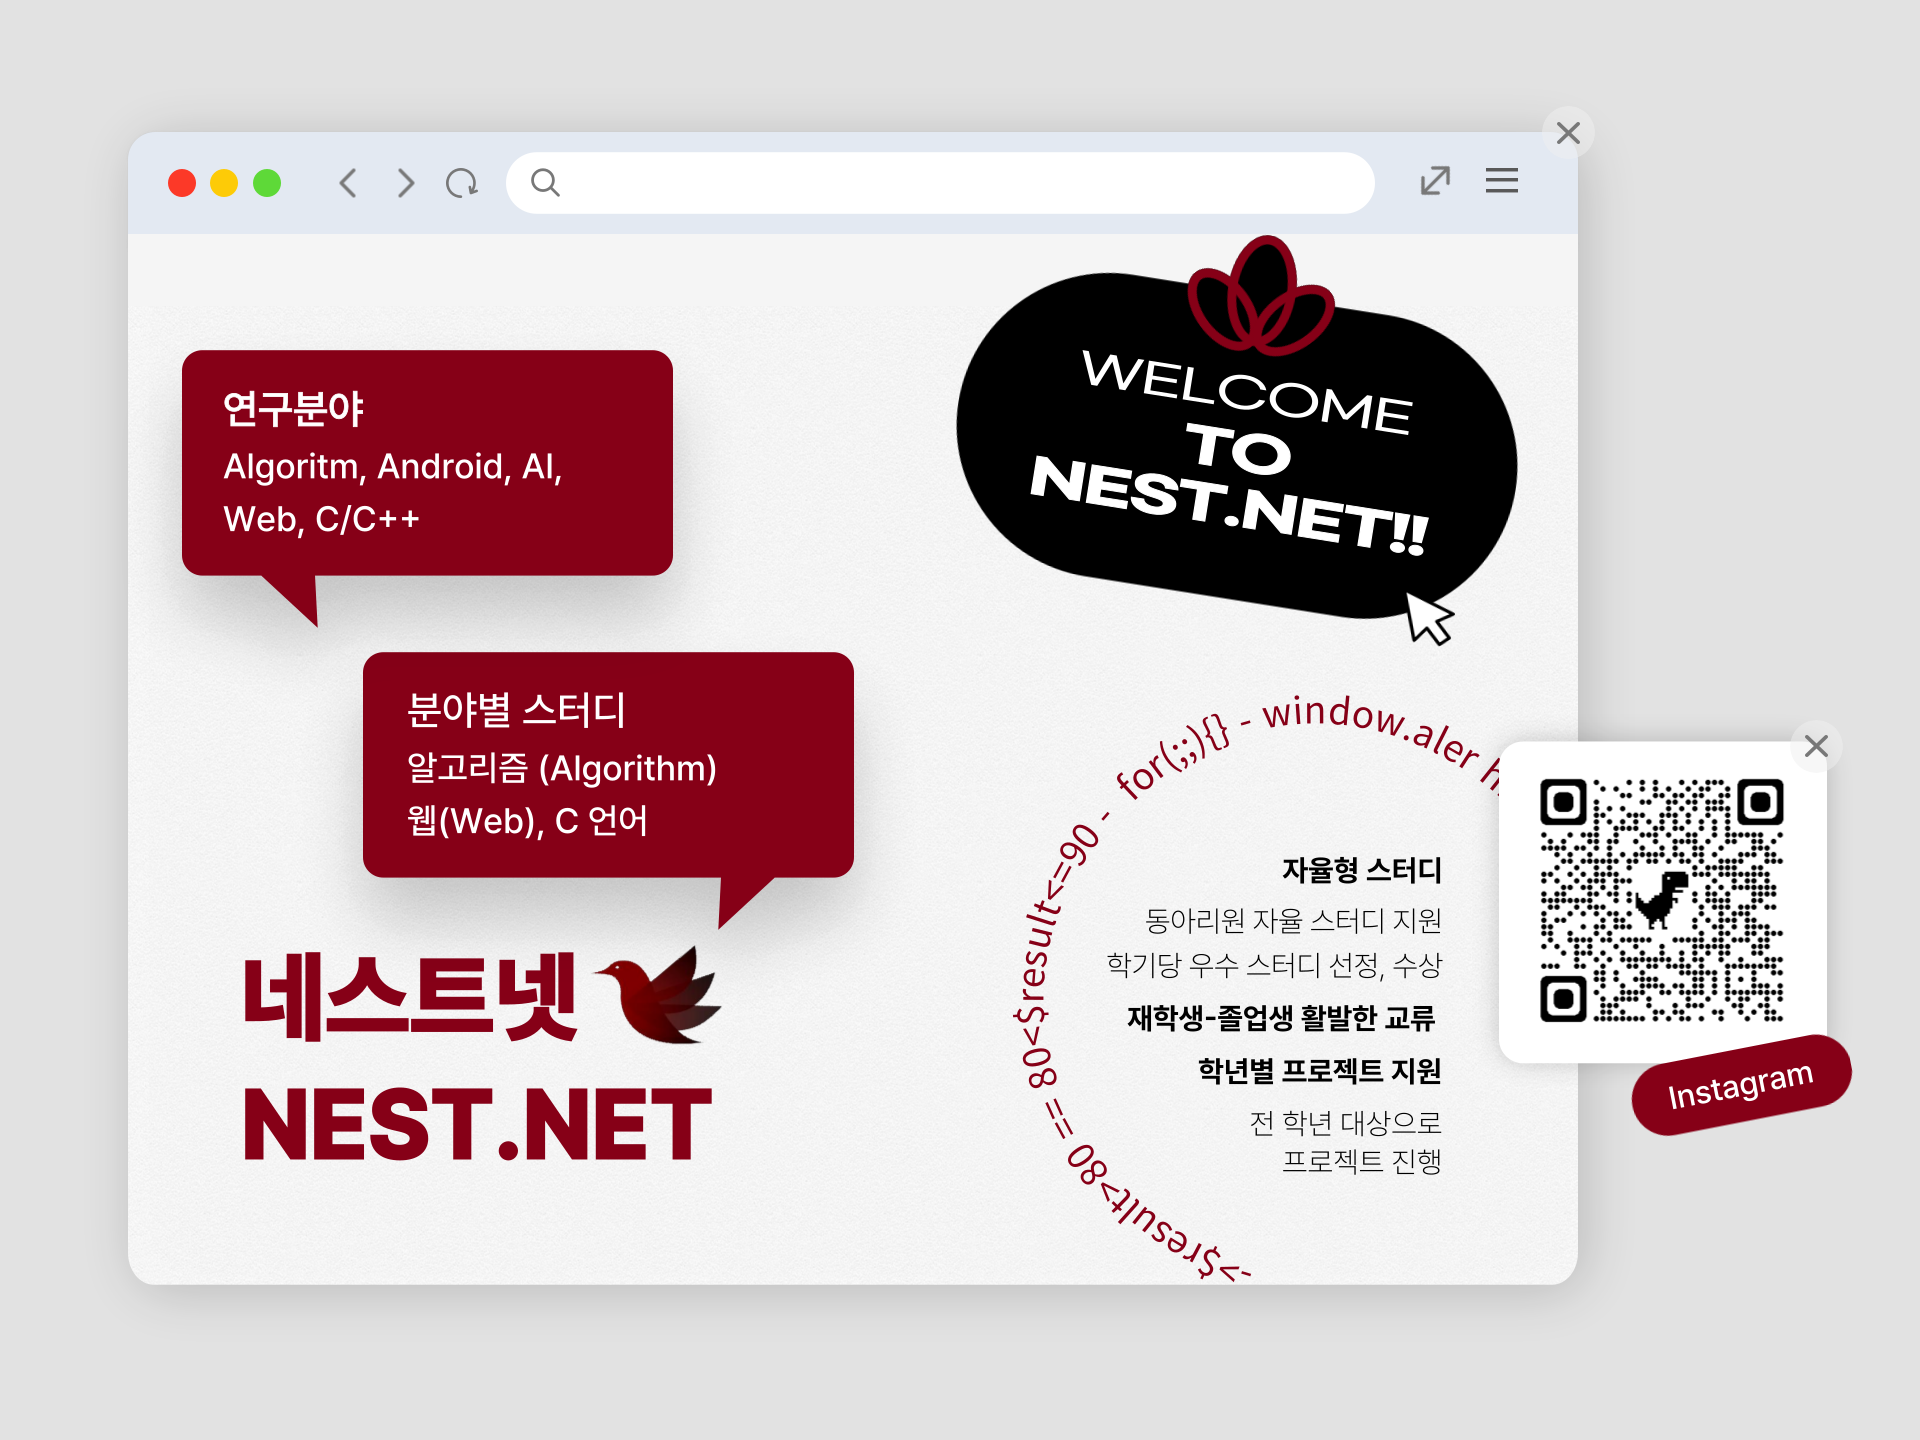 연구분야
Algoritm, Android, AI,
Web, C/C++
분야별 스터디
알고리즘 (Algorithm)
웹(Web), C 언어
네스트넷
NEST.NET
WELCOME
TO
NEST.NET!!
->$result>80 == 80<$result<=90 - for(;;){} - window.aler
자율형 스터디
동아리원 자율 스터디 지원
학기당 우수 스터디 선정, 수상
재학생-졸업생 활발한 교류
학년별 프로젝트 지원
전 학년 대상으로
프로젝트 진행
Instagram